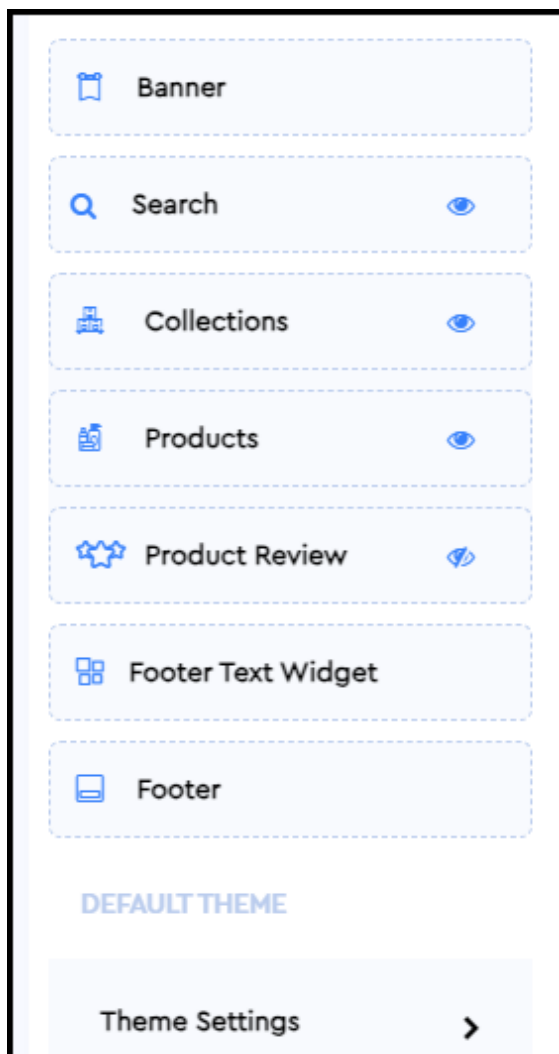 Banner
Search
Collections
Products
Product Review
Footer Text Widget
Footer
DEFAULT THEME
Theme Settings